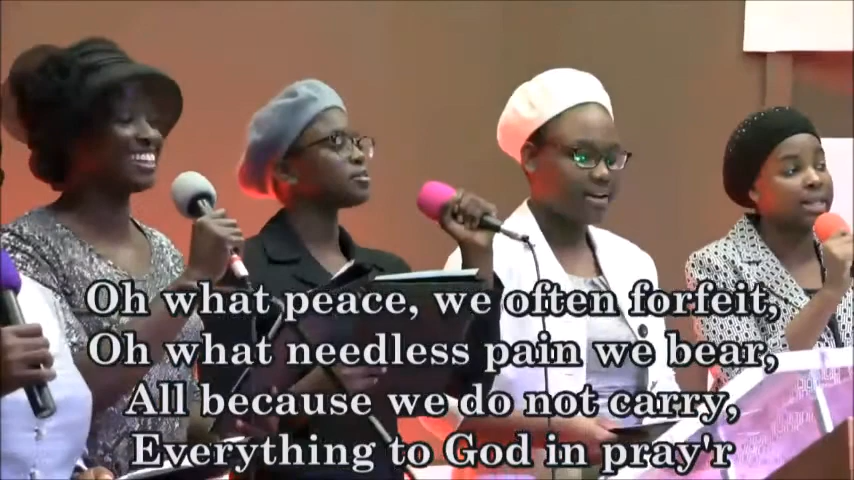 Oh what peace, we often forfeit,
Oh what needless pain we bear,
All because we do not carry,
Everything to God in pray'r